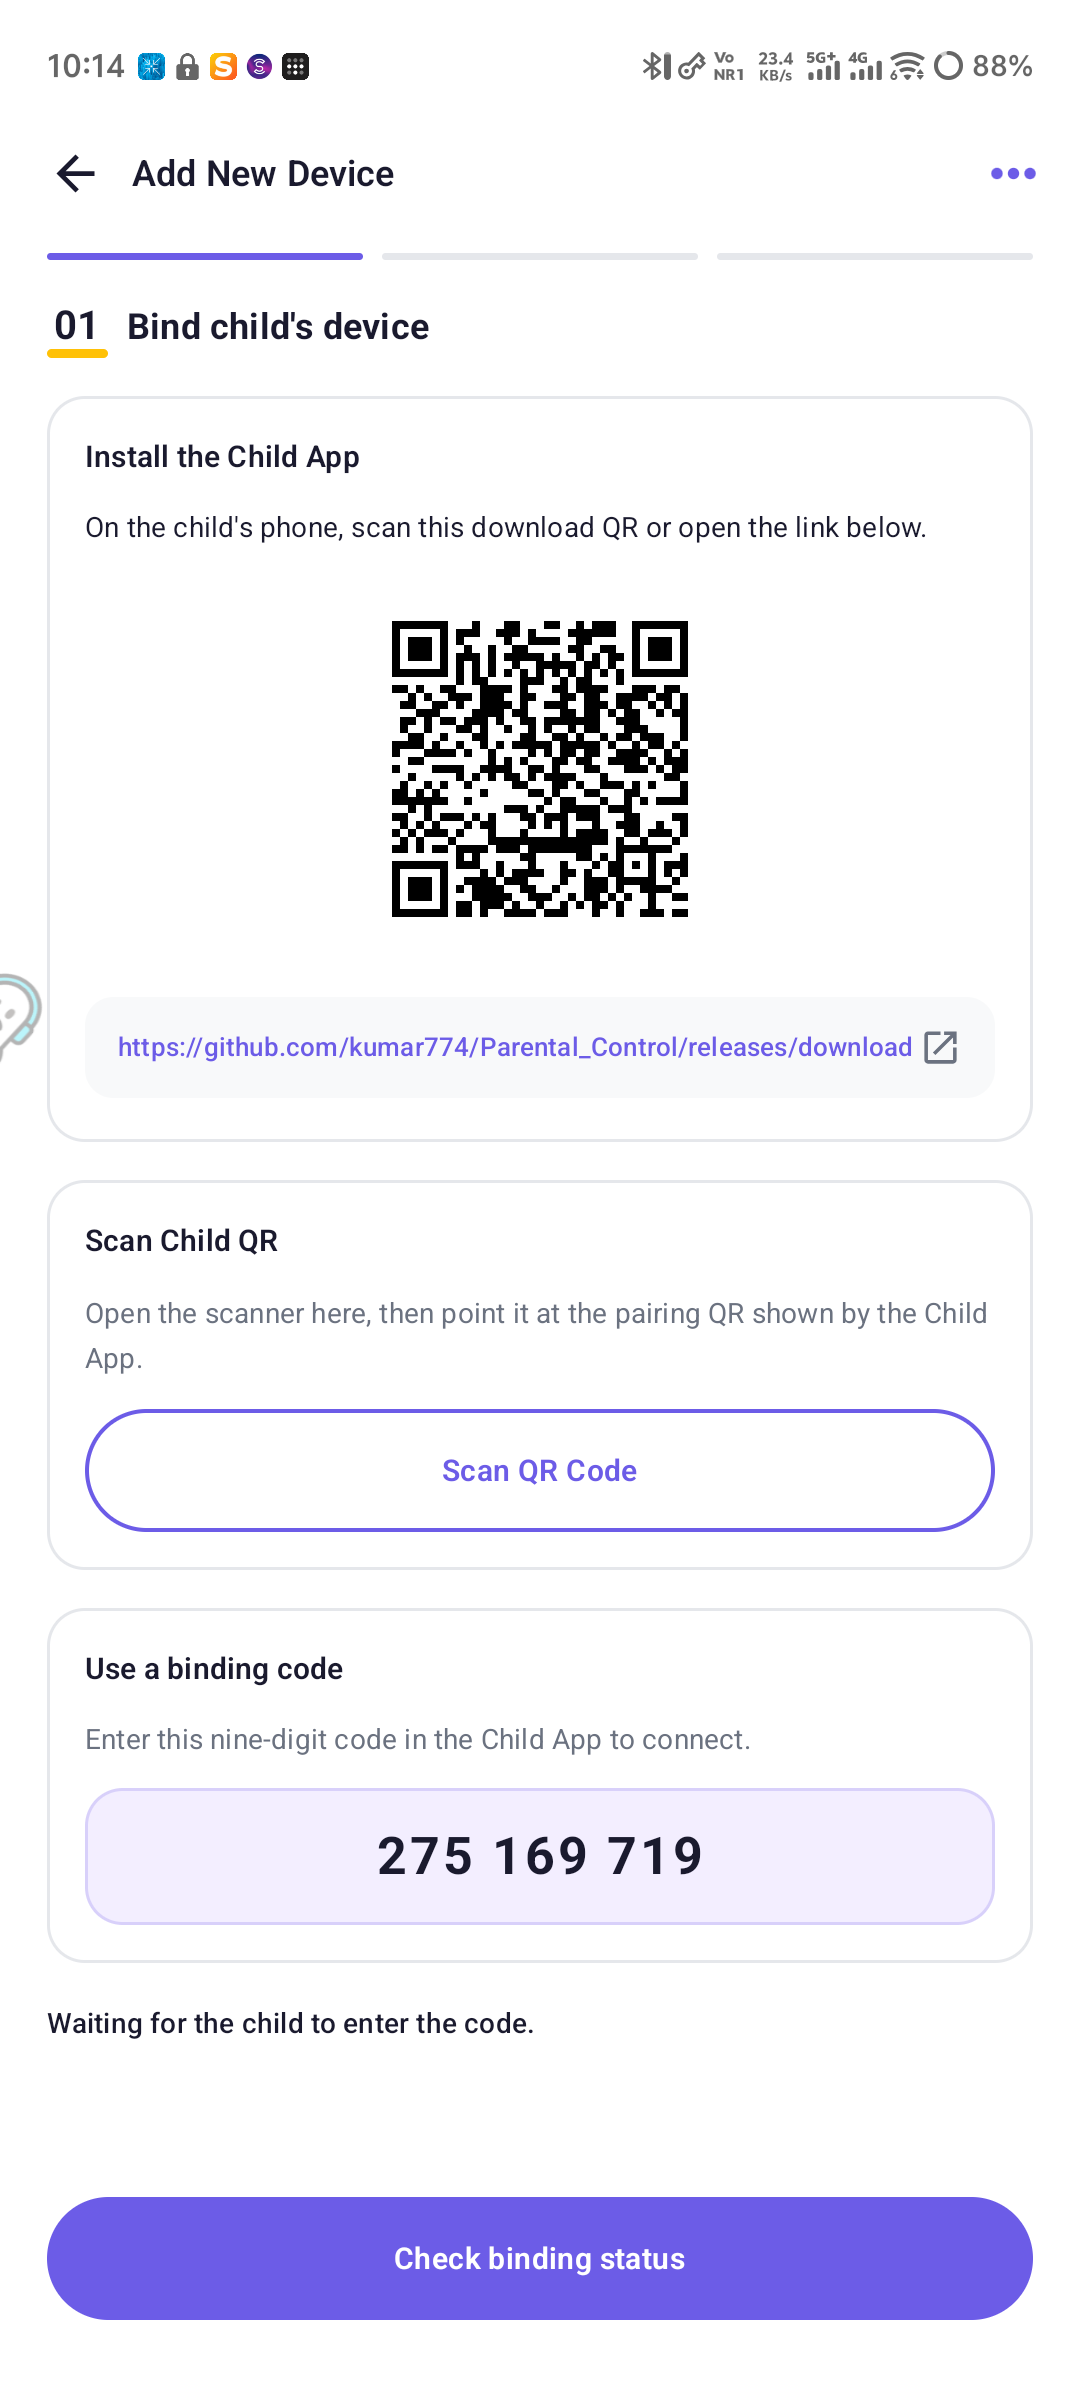 10:14
Vo
NR1
23.4
KB/s
5G+
4G
6
88%
Add New Device
01 Bind child's device
Install the Child App
On the child's phone, scan this download QR or open the link below.
https://github.com/kumar774/Parental_Control/releases/download
Scan Child QR
Open the scanner here, then point it at the pairing QR shown by the Child
App.
Scan QR Code
Use a binding code
Enter this nine-digit code in the Child App to connect.
275 169 719
Waiting for the child to enter the code.
Check binding status